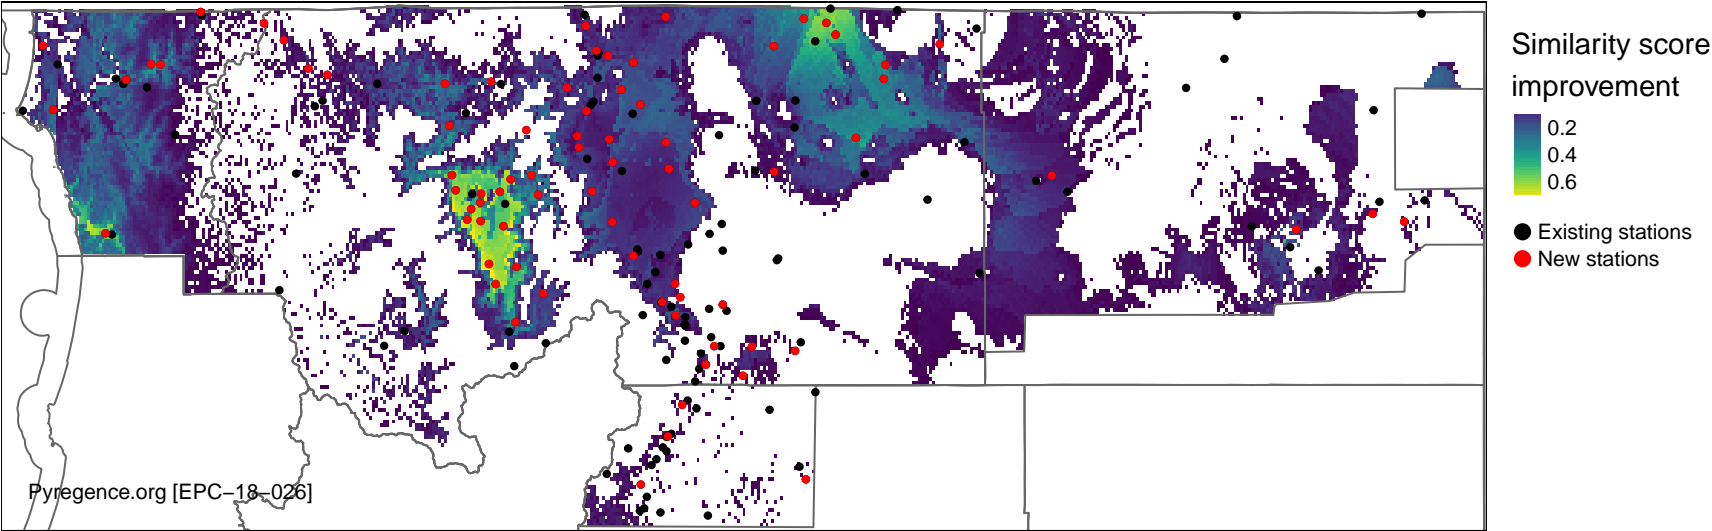 Similarity score
improvement
0.2
0.4
0.6
Existing stations
New stations
Pyregence.org [EPC−18−026]